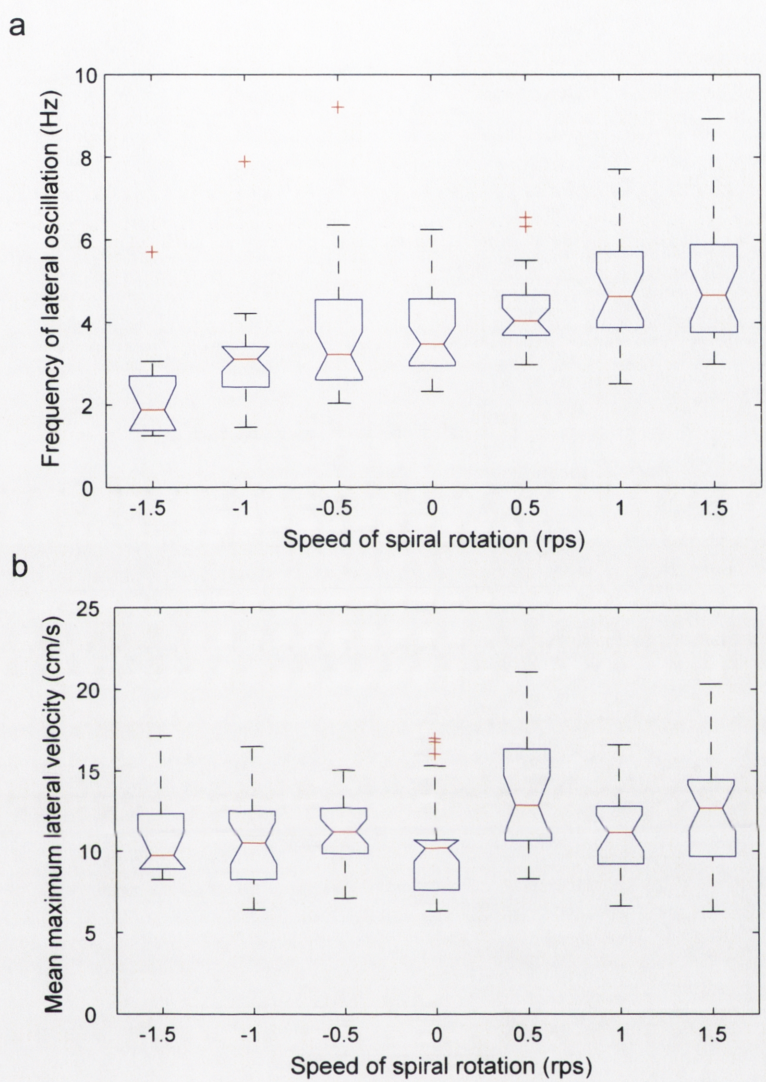 a
Frequency of lateral oscillation (Hz)
10
8
6
4
2
0
-1.5 -1 -0.5 0 0.5 1 1.5
Speed of spiral rotation (rps)
b
Mean maximum lateral velocity (cm/s)
25
20
15
10
5
0
-1.5 -1 -0.5 0 0.5 1 1.5
Speed of spiral rotation (rps)